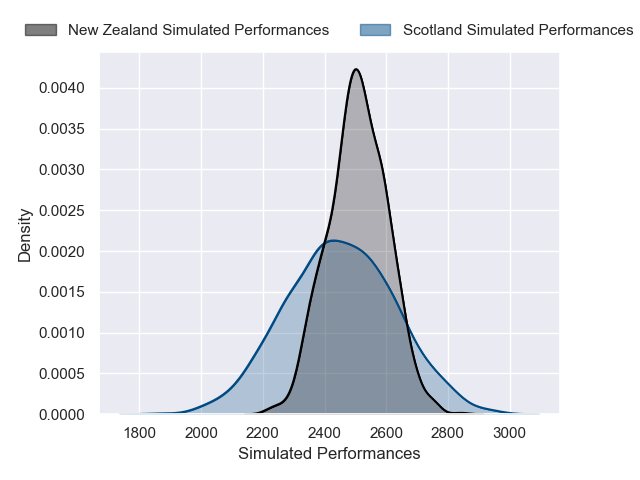 New Zealand Simulated Performances
Scotland Simulated Performances
0.0040
0.0035
0.0030
0.0025
0.0020
0.0015
0.0010
0.0005
0.0000
Density
1800 2000 2200 2400 2600 2800 3000
Simulated Performances